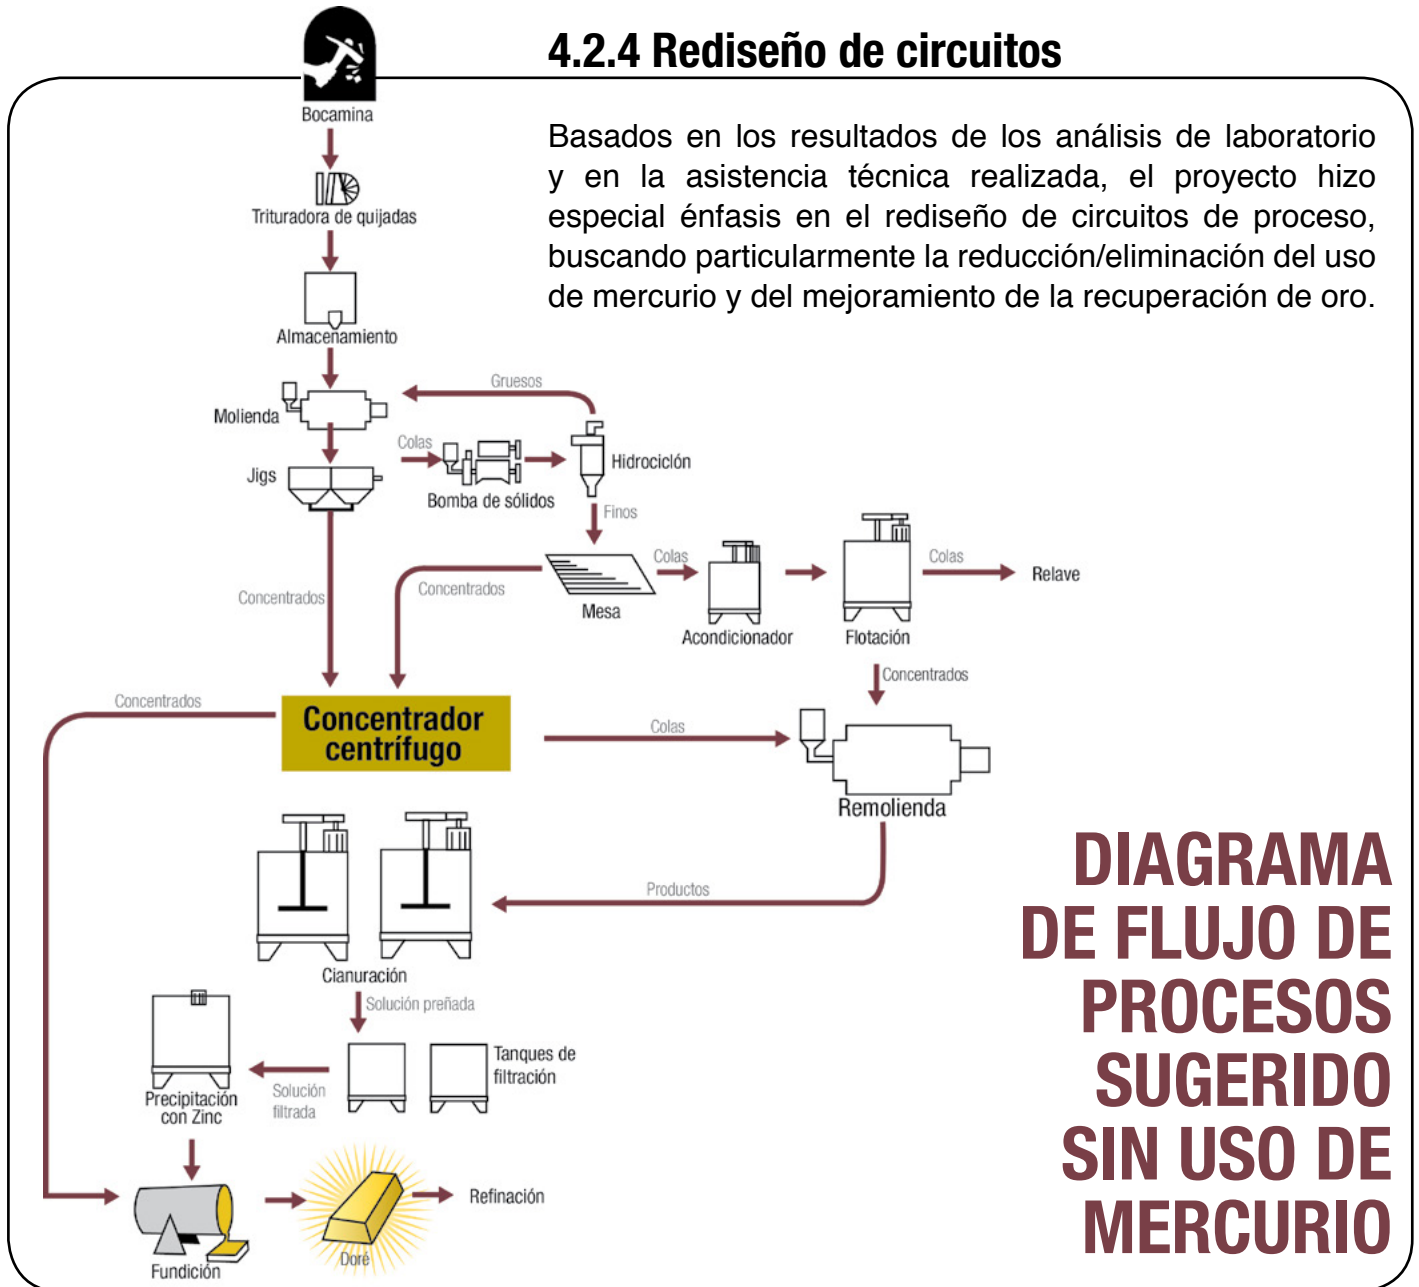 4.2.4 Rediseño de circuitos
Basados en los resultados de los análisis de laboratorio
y en la asistencia técnica realizada, el proyecto hizo
especial énfasis en el rediseño de circuitos de proceso,
buscando particularmente la reducción/eliminación del uso
de mercurio y del mejoramiento de la recuperación de oro.
Bocamina
Trituradora de quijadas
Almacenamiento
Gruesos
Molienda
Colas
Hidrociclón
Jigs
Bomba de sólidos
Finos
Colas
Colas
Relave
Concentrados
Concentrados
Mesa
Acondicionador
Flotación
Concentrados
Concentrados
Concentrador
centrífugo
Colas
Remolienda
Productos
Cianuración
Solución preñada
Tanques de
filtración
Solución
filtrada
Precipitación
con Zinc
Refinación
Doré
Fundición
DIAGRAMA
DE FLUJO DE
PROCESOS
SUGERIDO
SIN USO DE
MERCURIO